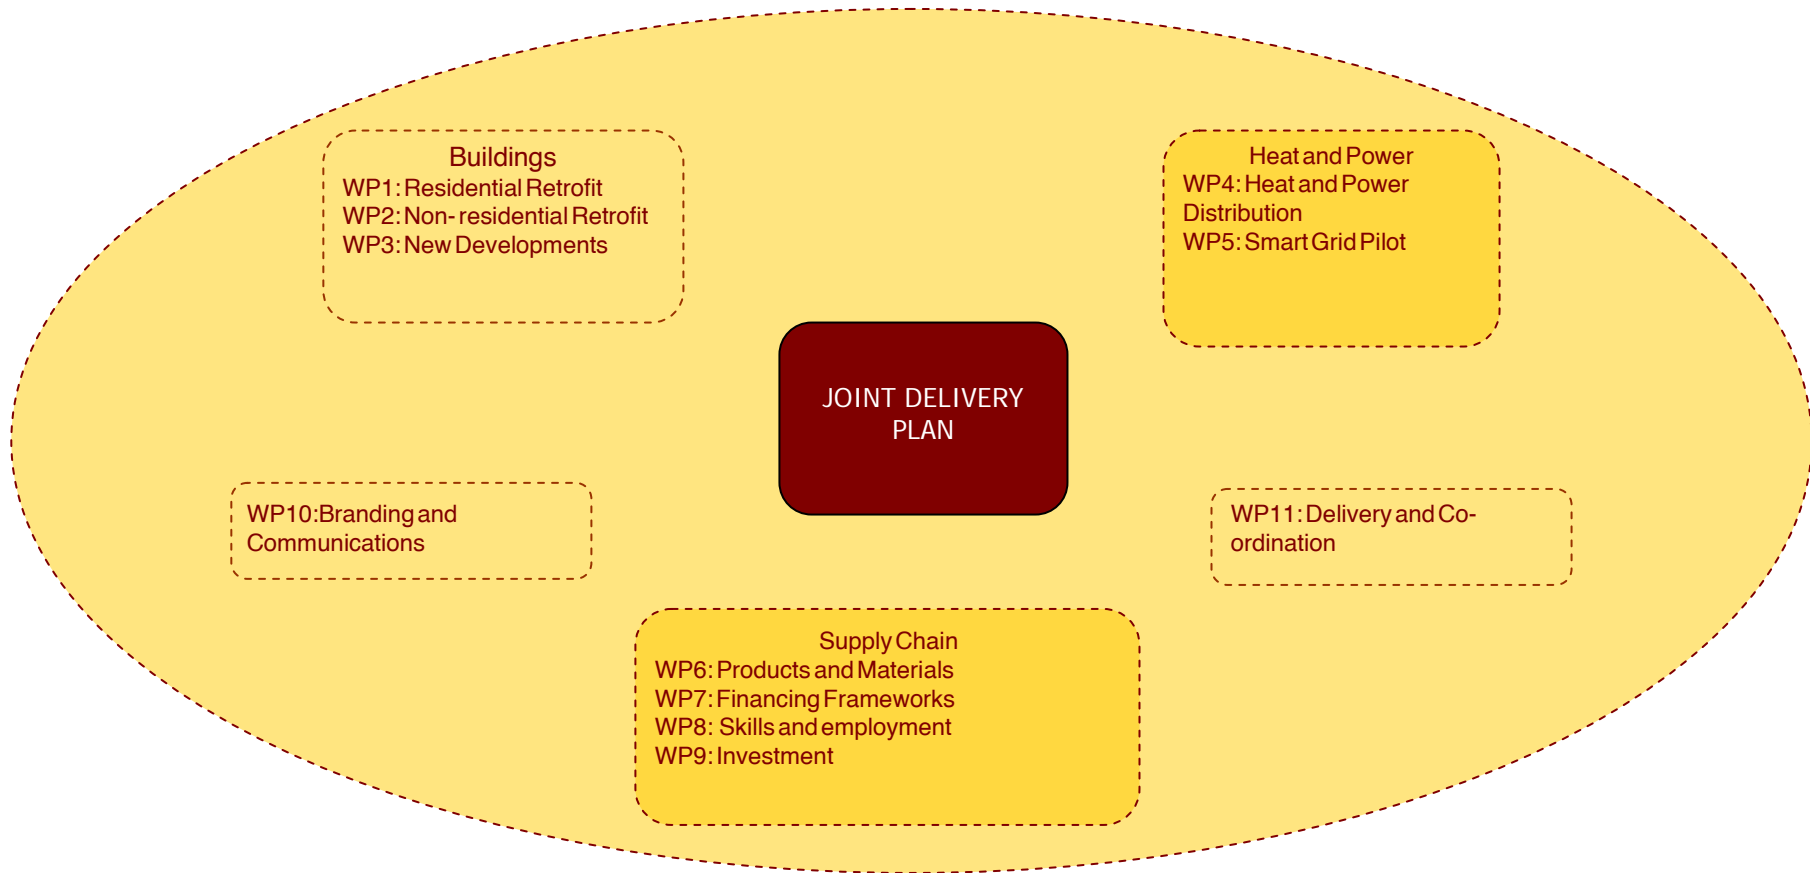 Buildings
WP1: Residential Retrofit
WP2: Non- residential Retrofit
WP3: New Developments
Heat and Power
WP4: Heat and Power
Distribution
WP5: Smart Grid Pilot
JOINT DELIVERY
PLAN
WP10:Branding and
Communications
WP11: Delivery and Co-
ordination
Supply Chain
WP6: Products and Materials
WP7: Financing Frameworks
WP8: Skills and employment
WP9: Investment